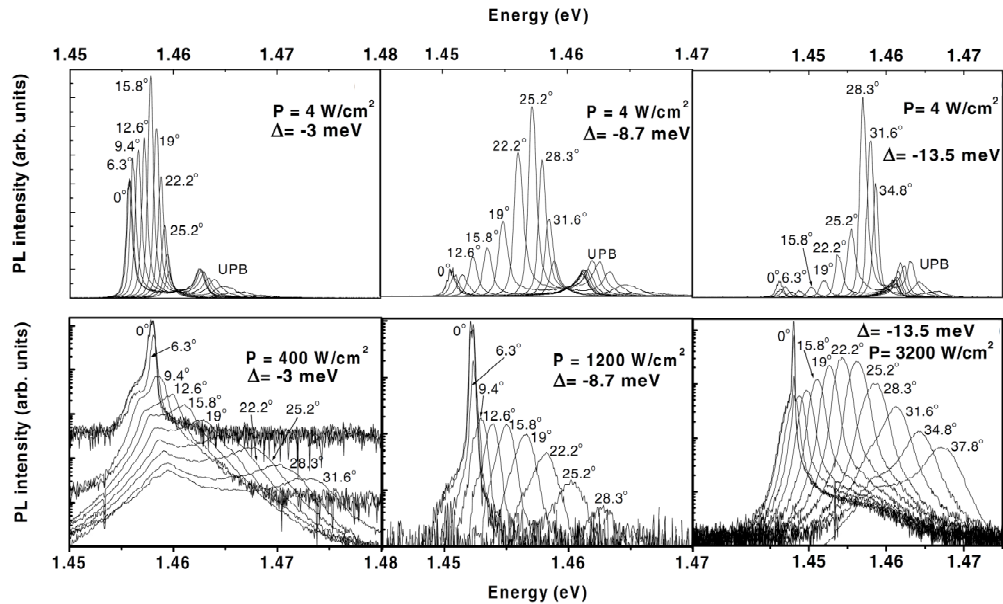 Energy (eV)
1.45 1.46 1.47 1.48 1.45 1.46 1.47 1.45 1.46 1.47
PL intensity (arb. units)
15.8°
12.6°
9.4°
6.3°
0°
19°
22.2°
25.2°
UPB
P = 4 W/cm²
Δ= -3 meV
25.2°
22.2°
28.3°
19°
31.6°
15.8°
12.6°
0°
UPB
P = 4 W/cm²
Δ= -8.7 meV
28.3°
31.6°
34.8°
25.2°
22.2°
15.8°
19°
0°
6.3°
UPB
P = 4 W/cm²
Δ= -13.5 meV
PL intensity (arb. units)
0°
6.3°
9.4°
12.6°
15.8°
19°
22.2°
25.2°
28.3°
31.6°
P = 400 W/cm²
Δ= -3 meV
0°
6.3°
9.4°
12.6°
15.8°
19°
22.2°
25.2°
28.3°
P = 1200 W/cm²
Δ= -8.7 meV
0°
15.8°
19°
22.2°
25.2°
28.3°
31.6°
34.8°
37.8°
Δ= -13.5 meV
P= 3200 W/cm²
1.45 1.46 1.47 1.48 1.45 1.46 1.47 1.45 1.46 1.47
Energy (eV)